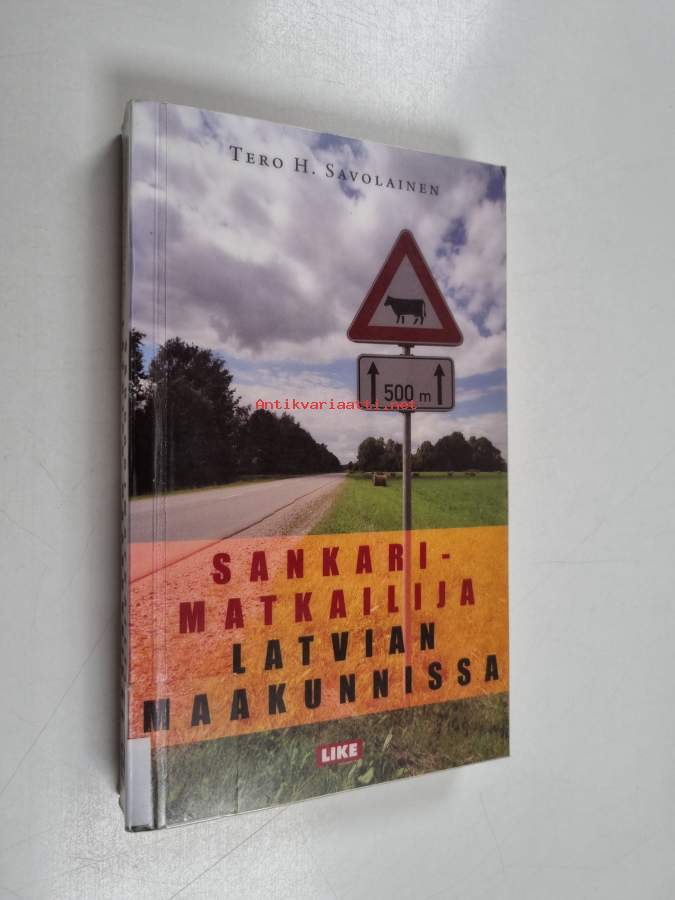 TERO H. SAVOLAINEN
500 m
Antikvariaatti.net
SANKARI-
MATKAILIJA
LATVIAN
MAAKUNNISSA
LIKE